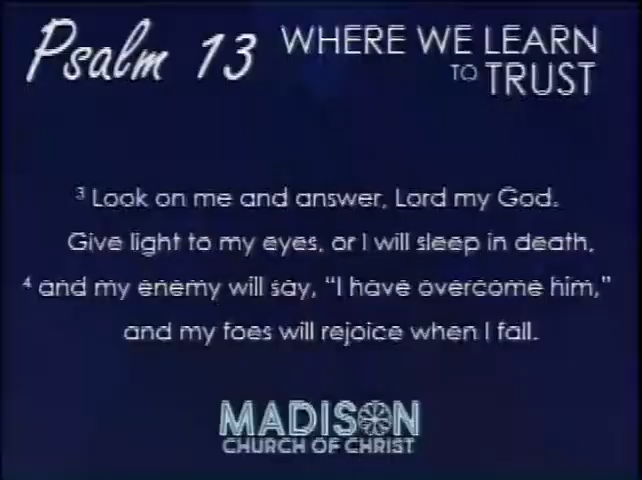 Psalm 13 WHERE WE LEARN
TO TRUST
³ Look on me and answer, Lord my God.
Give light to my eyes, or I will sleep in death,
⁴ and my enemy will say, “I have overcome him,”
and my foes will rejoice when I fall.
MADISON
CHURCH OF CHRIST